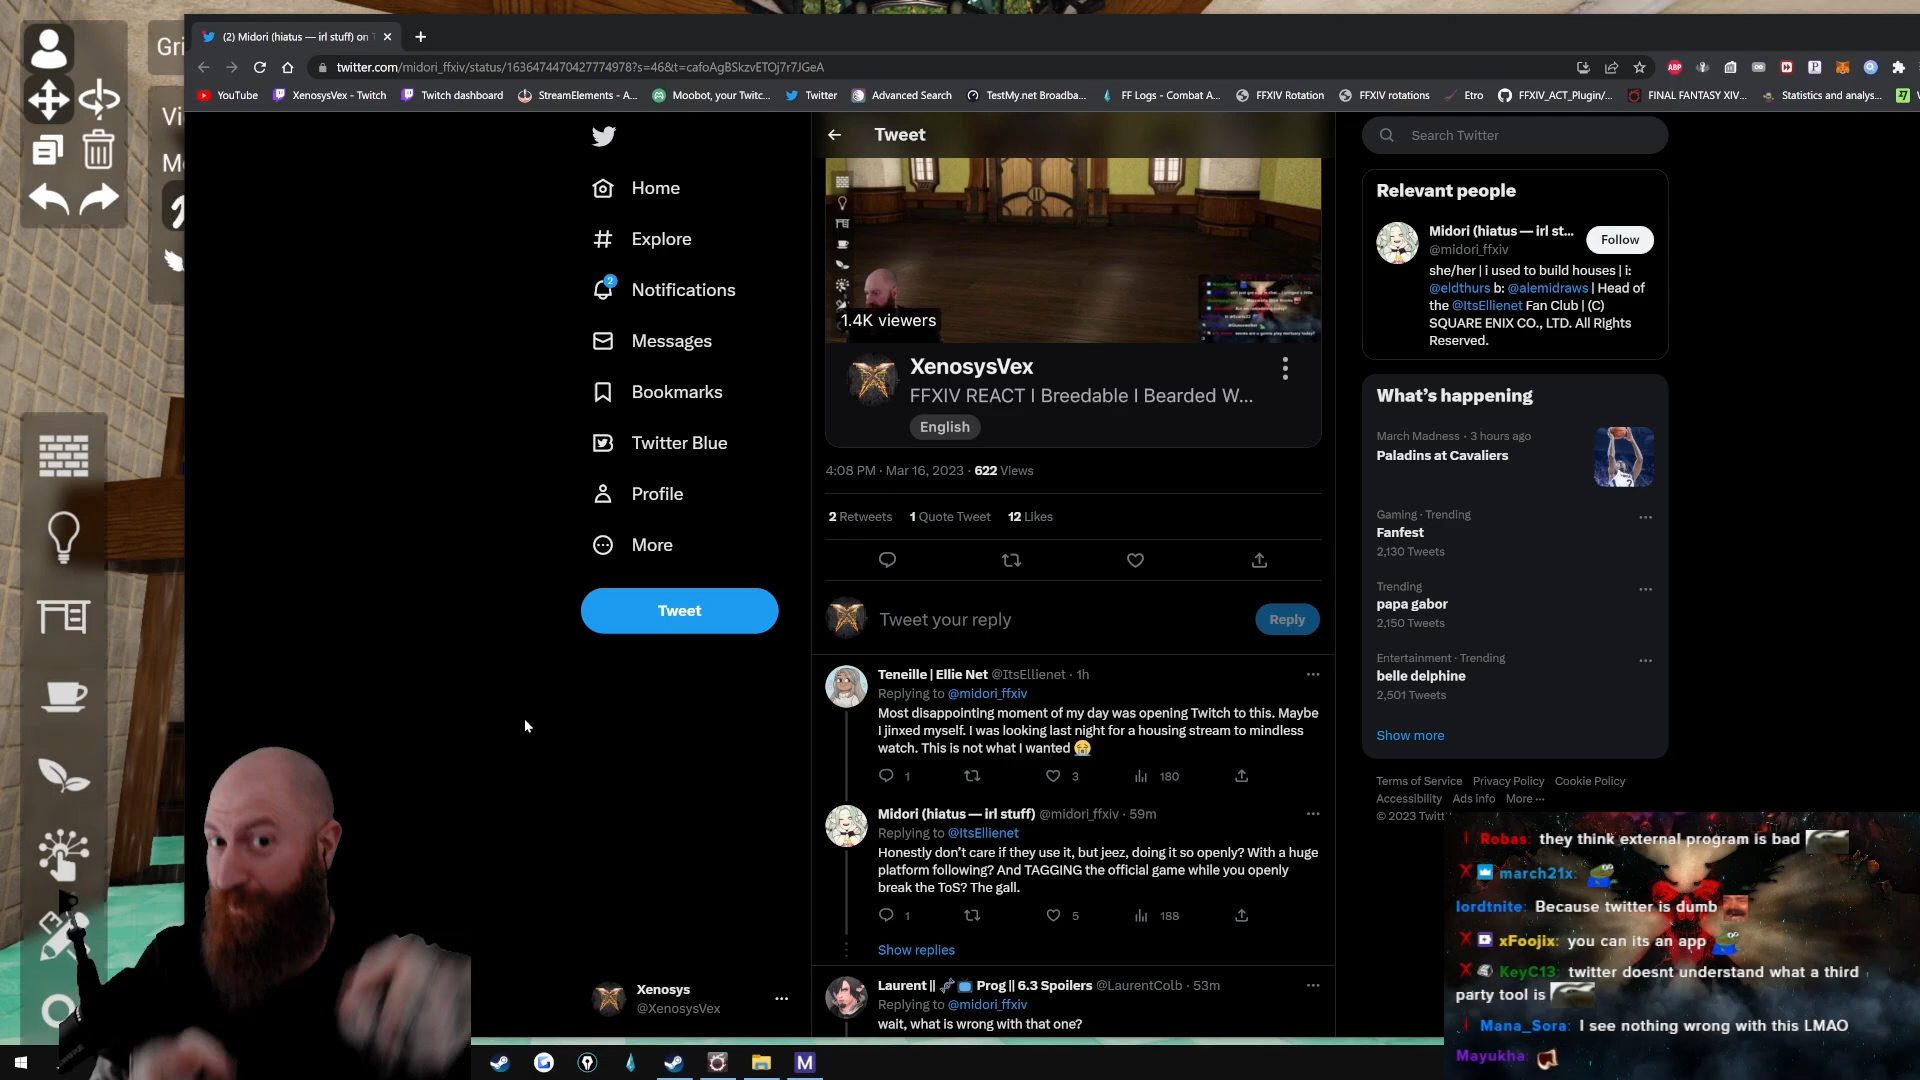 Gri
Vi
Mo
(2) Midori (hiatus — irl stuff) on
twitter.com/midori_ffxiv/status/1636474470427774978?s=46&t=cafoAgBSkzvETOj7r7JGeA
YouTube
XenosysVex - Twitch
Twitch dashboard
StreamElements - A...
Moobot, your Twitc...
Twitter
Advanced Search
TestMy.net Broadba...
FF Logs - Combat A...
FFXIV Rotation
FFXIV rotations
Etro
FFXIV_ACT_Plugin/...
FINAL FANTASY XIV...
Statistics and analys...
Home
Explore
2
Notifications
Messages
Bookmarks
Twitter Blue
Profile
More
Tweet
Xenosys
@XenosysVex
Tweet
1.4K viewers
XenosysVex
FFXIV REACT I Breedable I Bearded W...
English
4:08 PM · Mar 16, 2023 · 622 Views
2 Retweets 1 Quote Tweet 12 Likes
Tweet your reply
Reply
Teneille | Ellie Net @ItsEllienet · 1h
Replying to @midori_ffxiv
Most disappointing moment of my day was opening Twitch to this. Maybe
I jinxed myself. I was looking last night for a housing stream to mindless
watch. This is not what I wanted 😭
1 3 180
Midori (hiatus — irl stuff) @midori_ffxiv · 59m
Replying to @ItsEllienet
Honestly don't care if they use it, but jeez, doing it so openly? With a huge
platform following? And TAGGING the official game while you openly
break the ToS? The gall.
1 5 188
Show replies
Laurent || Prog || 6.3 Spoilers @LaurentColb · 53m
Replying to @midori_ffxiv
wait, what is wrong with that one?
Search Twitter
Relevant people
Midori (hiatus — irl st...
@midori_ffxiv
Follow
she/her | i used to build houses | i:
@eldthurs b: @alemidraws | Head of
the @ItsEllienet Fan Club | (C)
SQUARE ENIX CO., LTD. All Rights
Reserved.
What's happening
March Madness · 3 hours ago
Paladins at Cavaliers
Gaming · Trending
Fanfest
2,130 Tweets
Trending
papa gabor
2,150 Tweets
Entertainment · Trending
belle delphine
2,501 Tweets
Show more
Terms of Service Privacy Policy Cookie Policy
Accessibility Ads info More ···
© 2023 Twitt
Robas: they think external program is bad
march21x:
lordtnite: Because twitter is dumb
xFoojix: you can its an app
KeyC13: twitter doesnt understand what a third
party tool is
Mana_Sora: I see nothing wrong with this LMAO
Mayukha: